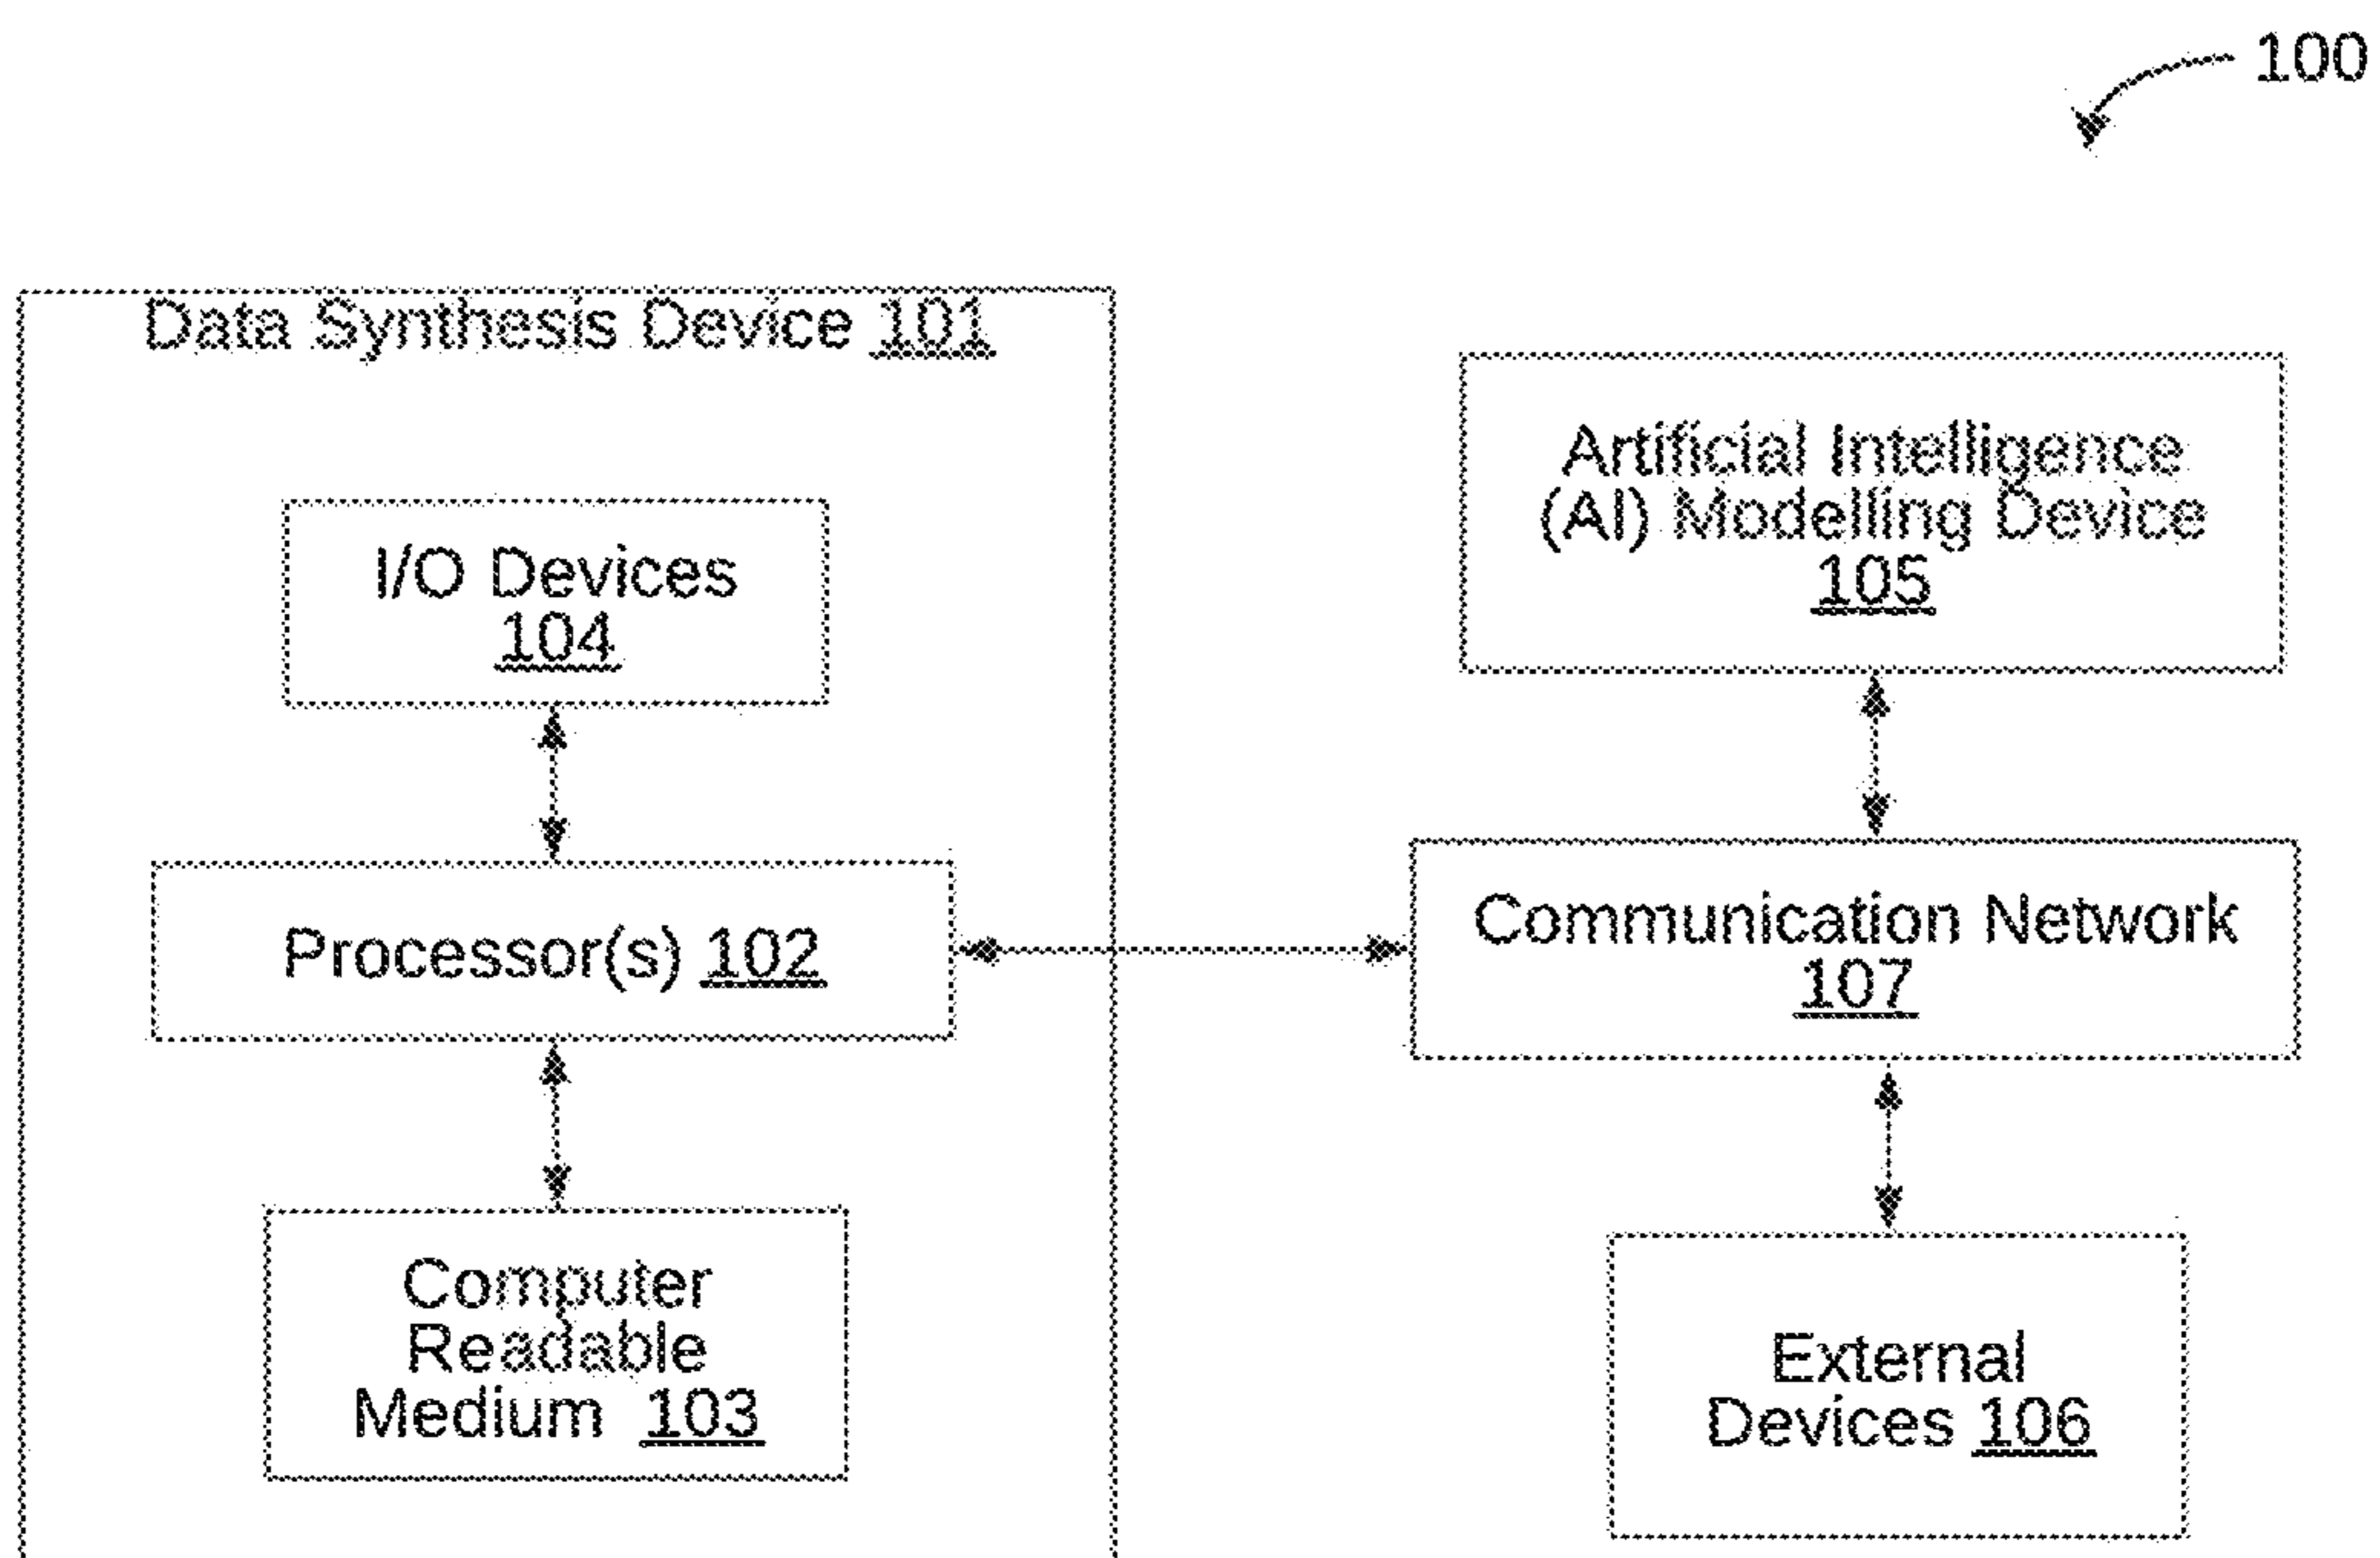 100
Data Synthesis Device 101
I/O Devices
104
Processor(s) 102
Computer
Readable
Medium 103
Artificial Intelligence
(AI) Modelling Device
105
Communication Network
107
External
Devices 106